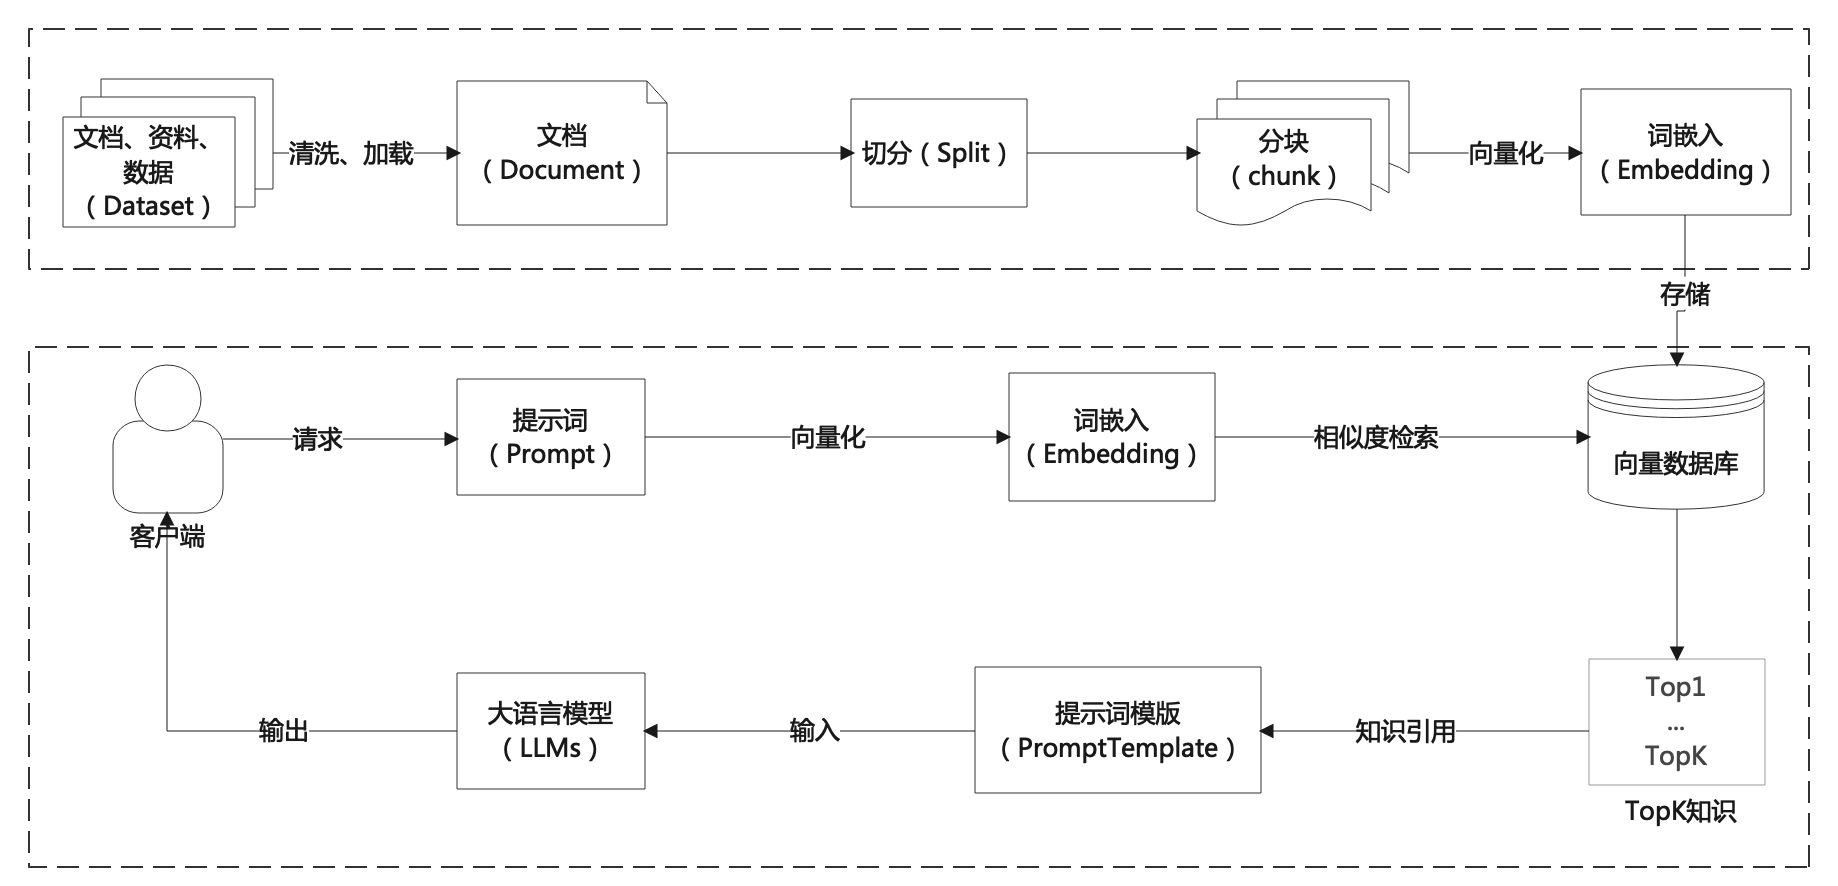 文档、资料、
数据
（Dataset）
清洗、加载
文档
（Document）
切分（Split）
分块
（chunk）
向量化
词嵌入
（Embedding）
存储
客户端
请求
提示词
（Prompt）
向量化
词嵌入
（Embedding）
相似度检索
向量数据库
Top1
...
TopK
TopK知识
知识引用
提示词模版
（PromptTemplate）
输入
大语言模型
（LLMs）
输出